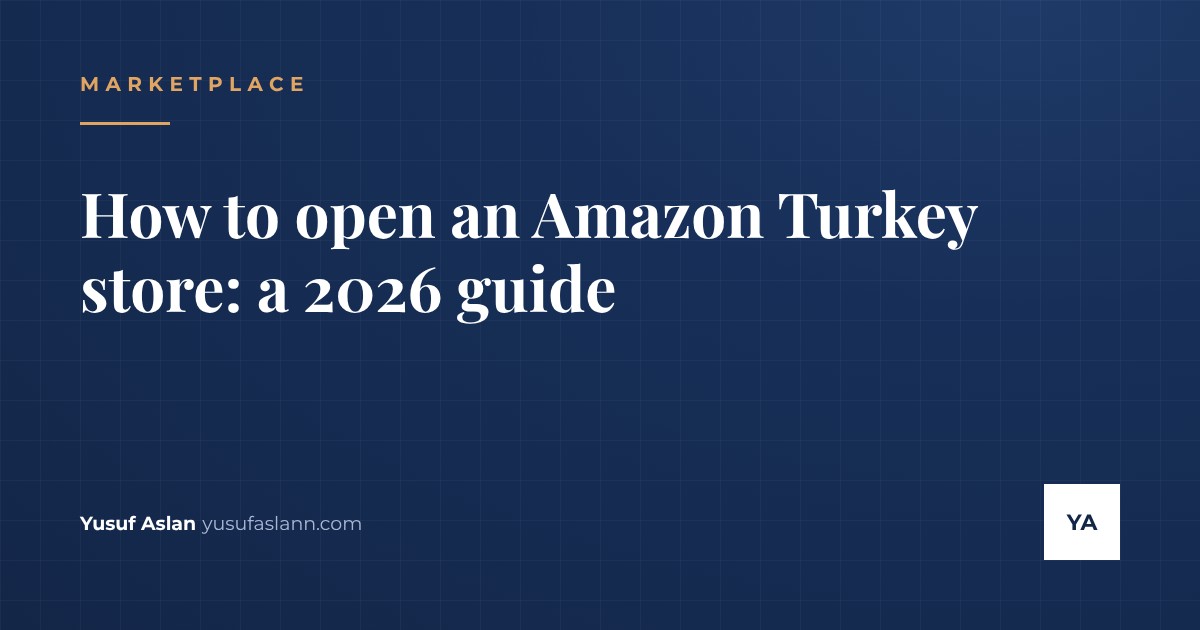 MARKETPLACE
How to open an Amazon Turkey
store: a 2026 guide
Yusuf Aslan yusufaslann.com
YA